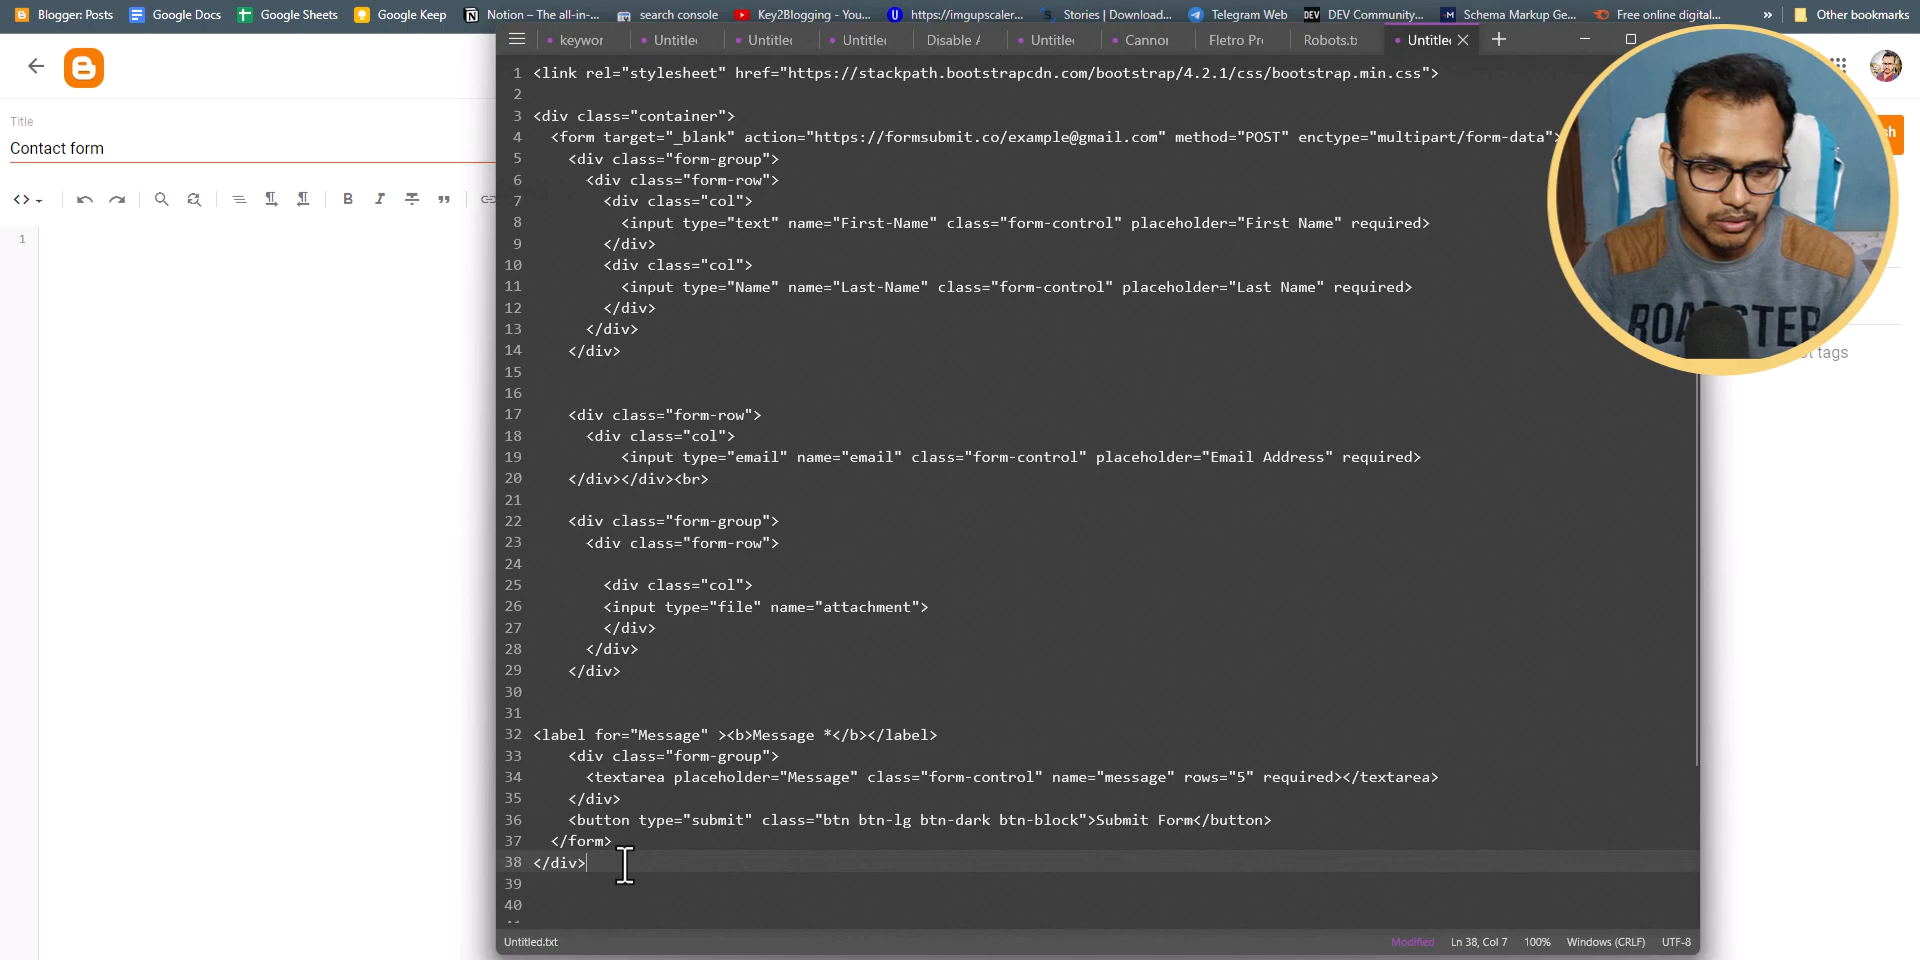 Blogger: Posts Google Docs Google Sheets Google Keep Notion – The all-in-... search console Key2Blogging - You... https://imgupscaler... Stories | Download... Telegram Web DEV Community... Schema Markup Ge... Free online digital... » Other bookmarks
keywor Untitle Untitle Untitle Disable A Untitle Cannor Fletro Pr Robots.t Untitle
Title
Contact form
1
1 <link rel="stylesheet" href="https://stackpath.bootstrapcdn.com/bootstrap/4.2.1/css/bootstrap.min.css">
2
3 <div class="container">
4 <form target="_blank" action="https://formsubmit.co/example@gmail.com" method="POST" enctype="multipart/form-data">
5 <div class="form-group">
6 <div class="form-row">
7 <div class="col">
8 <input type="text" name="First-Name" class="form-control" placeholder="First Name" required>
9 </div>
10 <div class="col">
11 <input type="Name" name="Last-Name" class="form-control" placeholder="Last Name" required>
12 </div>
13 </div>
14 </div>
15
16
17 <div class="form-row">
18 <div class="col">
19 <input type="email" name="email" class="form-control" placeholder="Email Address" required>
20 </div></div><br>
21
22 <div class="form-group">
23 <div class="form-row">
24
25 <div class="col">
26 <input type="file" name="attachment">
27 </div>
28 </div>
29 </div>
30
31
32 <label for="Message" ><b>Message *</b></label>
33 <div class="form-group">
34 <textarea placeholder="Message" class="form-control" name="message" rows="5" required></textarea>
35 </div>
36 <button type="submit" class="btn btn-lg btn-dark btn-block">Submit Form</button>
37 </form>
38 </div>
39
40
Untitled.txt Modified Ln 38, Col 7 100% Windows (CRLF) UTF-8
sh
tags